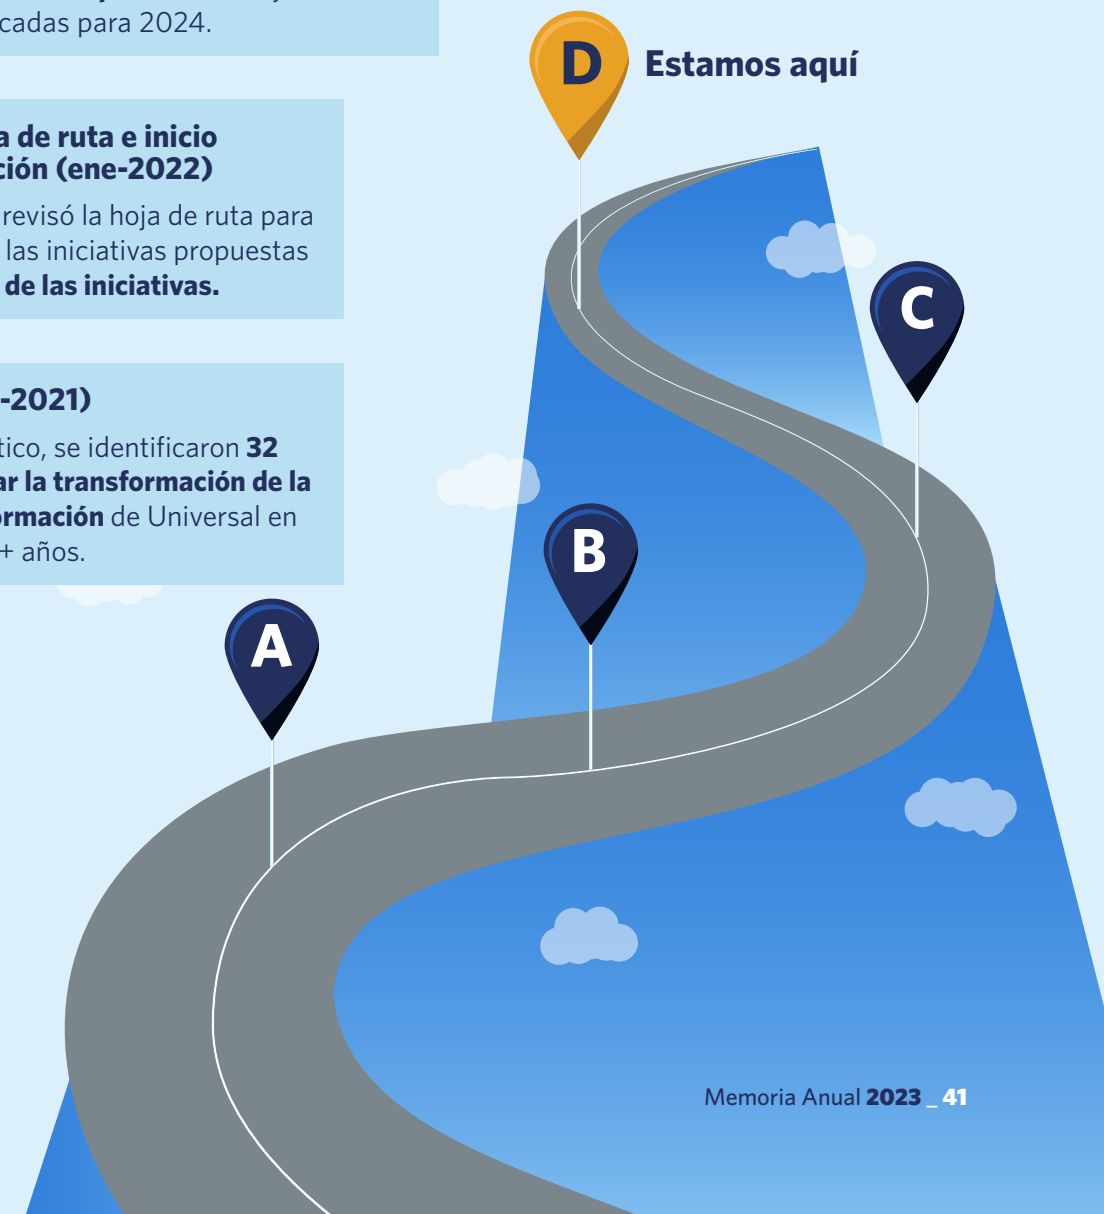 cadas para 2024.
D Estamos aquí
a de ruta e inicio
ción (ene-2022)
revisó la hoja de ruta para
las iniciativas propuestas
de las iniciativas.
C
-2021)
tico, se identificaron 32
ar la transformación de la
ormación de Universal en
+ años.
B
A
Memoria Anual 2023 _ 41